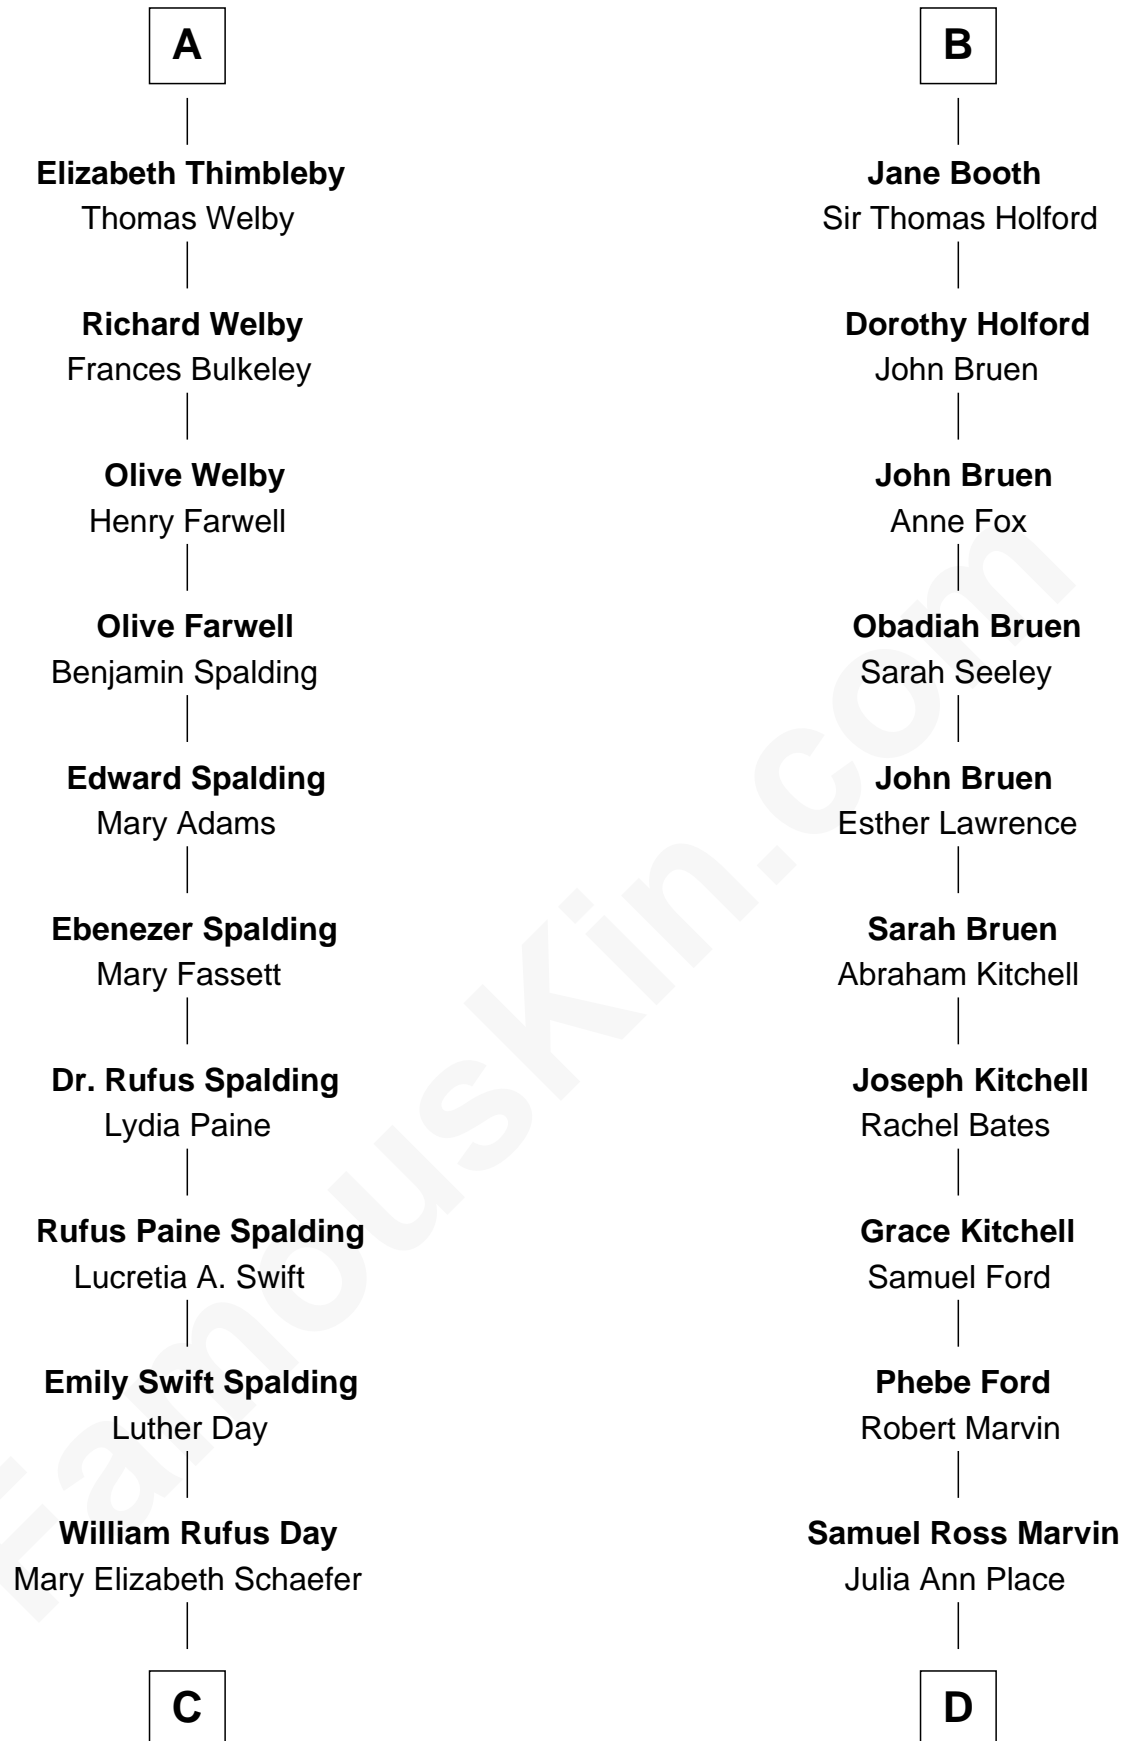 A
Elizabeth Thimbleby
Thomas Welby
Richard Welby
Frances Bulkeley
Olive Welby
Henry Farwell
Olive Farwell
Benjamin Spalding
Edward Spalding
Mary Adams
Ebenezer Spalding
Mary Fassett
Dr. Rufus Spalding
Lydia Paine
Rufus Paine Spalding
Lucretia A. Swift
Emily Swift Spalding
Luther Day
William Rufus Day
Mary Elizabeth Schaefer
C
B
Jane Booth
Sir Thomas Holford
Dorothy Holford
John Bruen
John Bruen
Anne Fox
Obadiah Bruen
Sarah Seeley
John Bruen
Esther Lawrence
Sarah Bruen
Abraham Kitchell
Joseph Kitchell
Rachel Bates
Grace Kitchell
Samuel Ford
Phebe Ford
Robert Marvin
Samuel Ross Marvin
Julia Ann Place
D
FamousKin.com